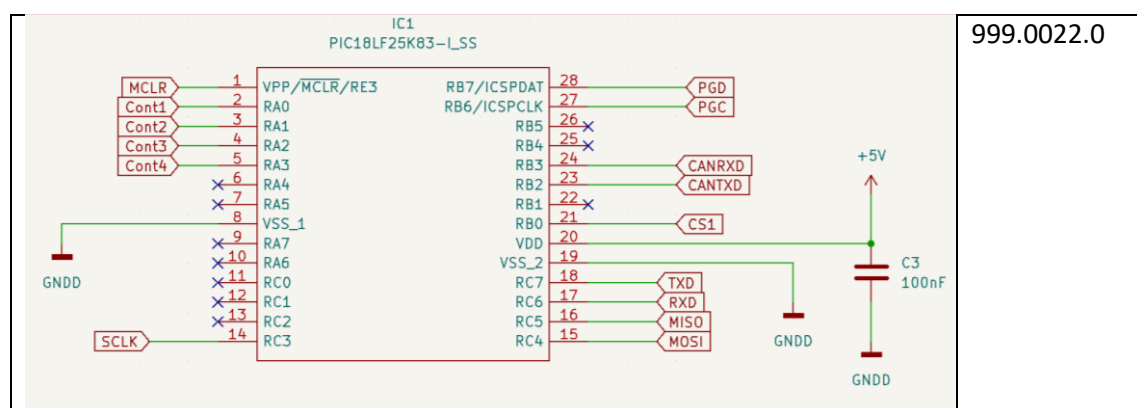 IC1
PIC18LF25K83-I_SS
999.0022.0
MCLR 1 VPP/MCLR/RE3 RB7/ICSPDAT 28 PGD
Cont1 2 RA0 RB6/ICSPCLK 27 PGC
Cont2 3 RA1 RB5 26
Cont3 4 RA2 RB4 25
Cont4 5 RA3 RB3 24 CANRXD
6 RA4 RB2 23 CANTXD
7 RA5 RB1 22
8 VSS_1 RB0 21 CS1
9 RA7 VDD 20
10 RA6 VSS_2 19
11 RC0 RC7 18 TXD
12 RC1 RC6 17 RXD
13 RC2 RC5 16 MISO
SCLK 14 RC3 RC4 15 MOSI
GNDD
+5V
C3
100nF
GNDD
GNDD